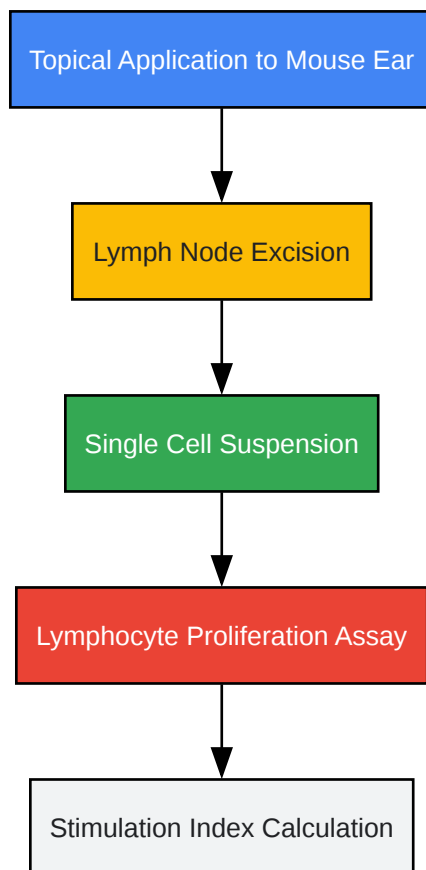 Topical Application to Mouse Ear
Lymph Node Excision
Single Cell Suspension
Lymphocyte Proliferation Assay
Stimulation Index Calculation